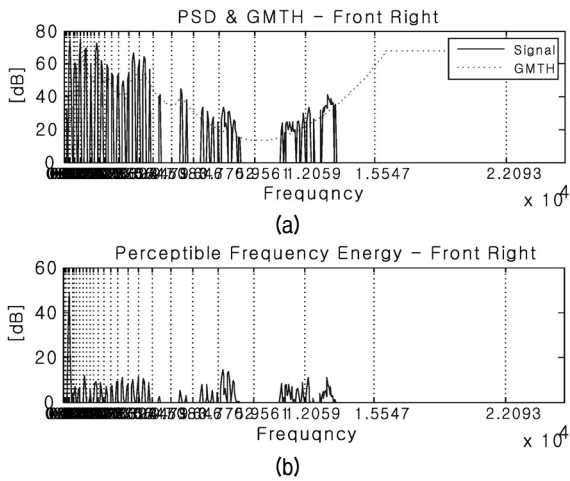 PSD & GMTH - Front Right
80
Signal
GMTH
60
[dB]
40
20
0
1.2059 1.5547 2.2093
Frequqncy
x 10
4
(a)
Perceptible Frequency Energy - Front Right
60
40
[dB]
20
0
1.2059 1.5547 2.2093
Frequqncy
x 10
4
(b)